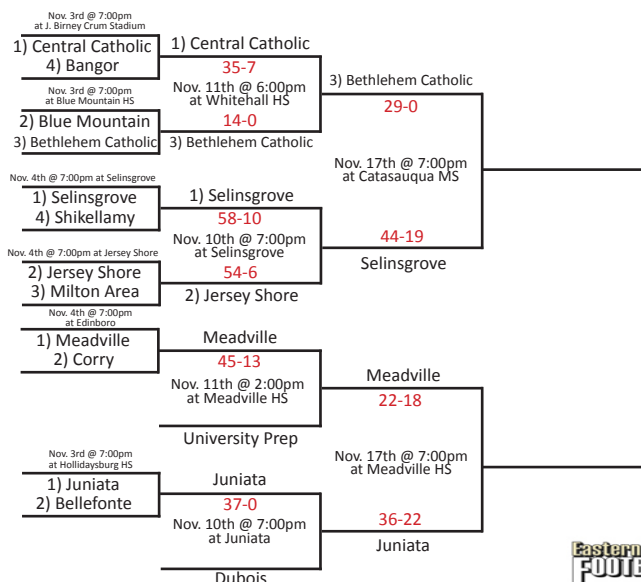 Nov. 3rd @ 7:00pm
at J. Birney Crum Stadium
1) Central Catholic
4) Bangor
Nov. 3rd @ 7:00pm
at Blue Mountain HS
2) Blue Mountain
3) Bethlehem Catholic
Nov. 4th @ 7:00pm at Selinsgrove
1) Selinsgrove
4) Shikellamy
Nov. 4th @ 7:00pm at Jersey Shore
2) Jersey Shore
3) Milton Area
Nov. 4th @ 7:00pm
at Edinboro
1) Meadville
2) Corry
Nov. 3rd @ 7:00pm
at Hollidaysburg HS
1) Juniata
2) Bellefonte
1) Central Catholic
35-7
Nov. 11th @ 6:00pm
at Whitehall HS
14-0
3) Bethlehem Catholic
1) Selinsgrove
58-10
Nov. 10th @ 7:00pm
at Selinsgrove
54-6
2) Jersey Shore
Meadville
45-13
Nov. 11th @ 2:00pm
at Meadville HS
University Prep
Juniata
37-0
Nov. 10th @ 7:00pm
at Juniata
Dubois
3) Bethlehem Catholic
29-0
Nov. 17th @ 7:00pm
at Catasauqua MS
44-19
Selinsgrove
Meadville
22-18
Nov. 17th @ 7:00pm
at Meadville HS
36-22
Juniata
Eastern